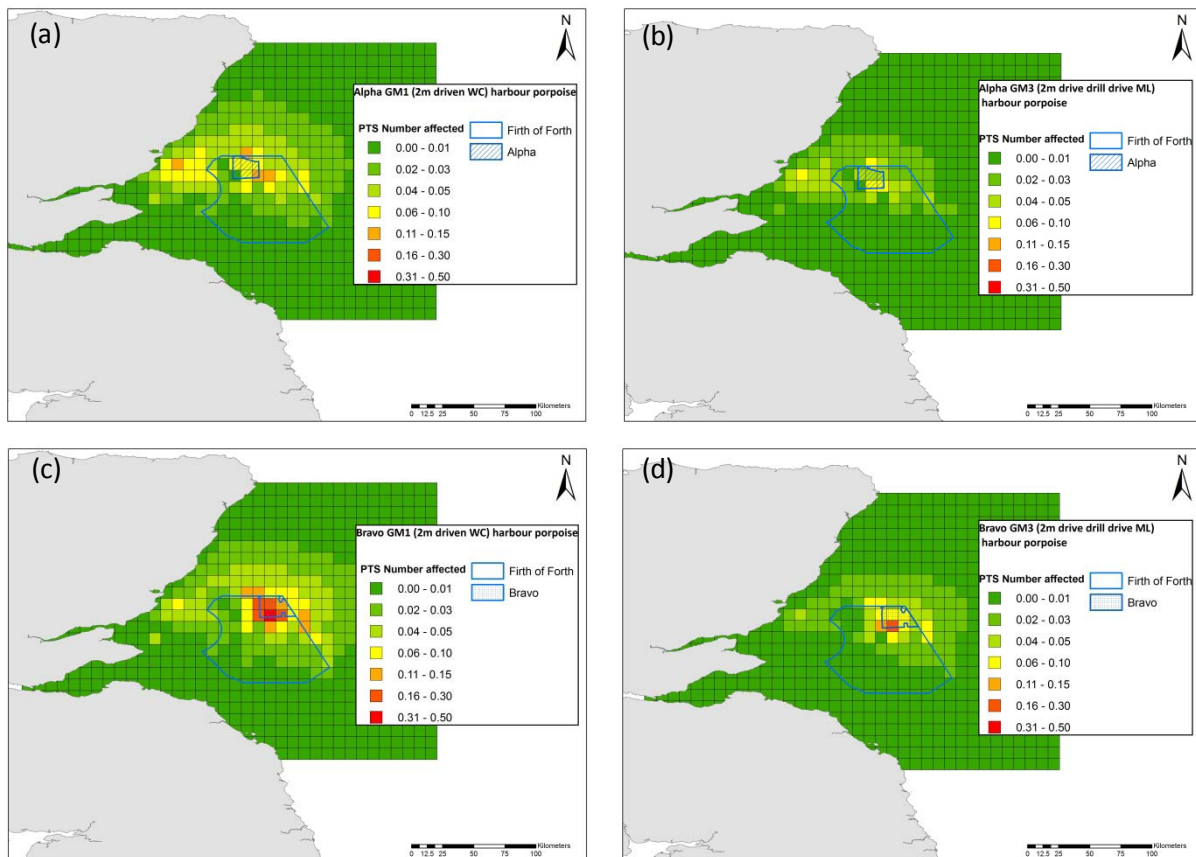 (a)
N
Alpha GM1 (2m driven WC) harbour porpoise
PTS Number affected
0.00 - 0.01
0.02 - 0.03
0.04 - 0.05
0.06 - 0.10
0.11 - 0.15
0.16 - 0.30
0.31 - 0.50
Firth of Forth
Alpha
0 12.5 25 50 75 100
Kilometers
(b)
N
Alpha GM3 (2m drive drill drive ML)
harbour porpoise
PTS Number affected
0.00 - 0.01
0.02 - 0.03
0.04 - 0.05
0.06 - 0.10
0.11 - 0.15
0.16 - 0.30
0.31 - 0.50
Firth of Forth
Alpha
0 12.5 25 50 75 100
Kilometers
(c)
N
Bravo GM1 (2m driven WC) harbour porpoise
PTS Number affected
0.00 - 0.01
0.02 - 0.03
0.04 - 0.05
0.06 - 0.10
0.11 - 0.15
0.16 - 0.30
0.31 - 0.50
Firth of Forth
Bravo
0 12.5 25 50 75 100
Kilometers
(d)
N
Bravo GM3 (2m drive drill drive ML)
harbour porpoise
PTS Number affected
0.00 - 0.01
0.02 - 0.03
0.04 - 0.05
0.06 - 0.10
0.11 - 0.15
0.16 - 0.30
0.31 - 0.50
Firth of Forth
Bravo
0 12.5 25 50 75 100
Kilometers